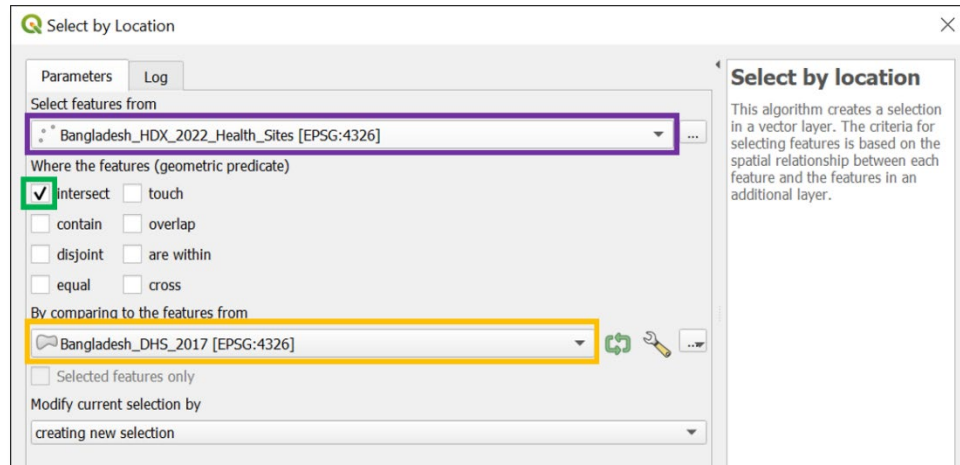 Select by Location
Parameters Log
Select features from
Bangladesh_HDX_2022_Health_Sites [EPSG:4326]
...
Where the features (geometric predicate)
intersect touch
contain overlap
disjoint are within
equal cross
By comparing to the features from
Bangladesh_DHS_2017 [EPSG:4326]
...
Selected features only
Modify current selection by
creating new selection
Select by location
This algorithm creates a selection
in a vector layer. The criteria for
selecting features is based on the
spatial relationship between each
feature and the features in an
additional layer.